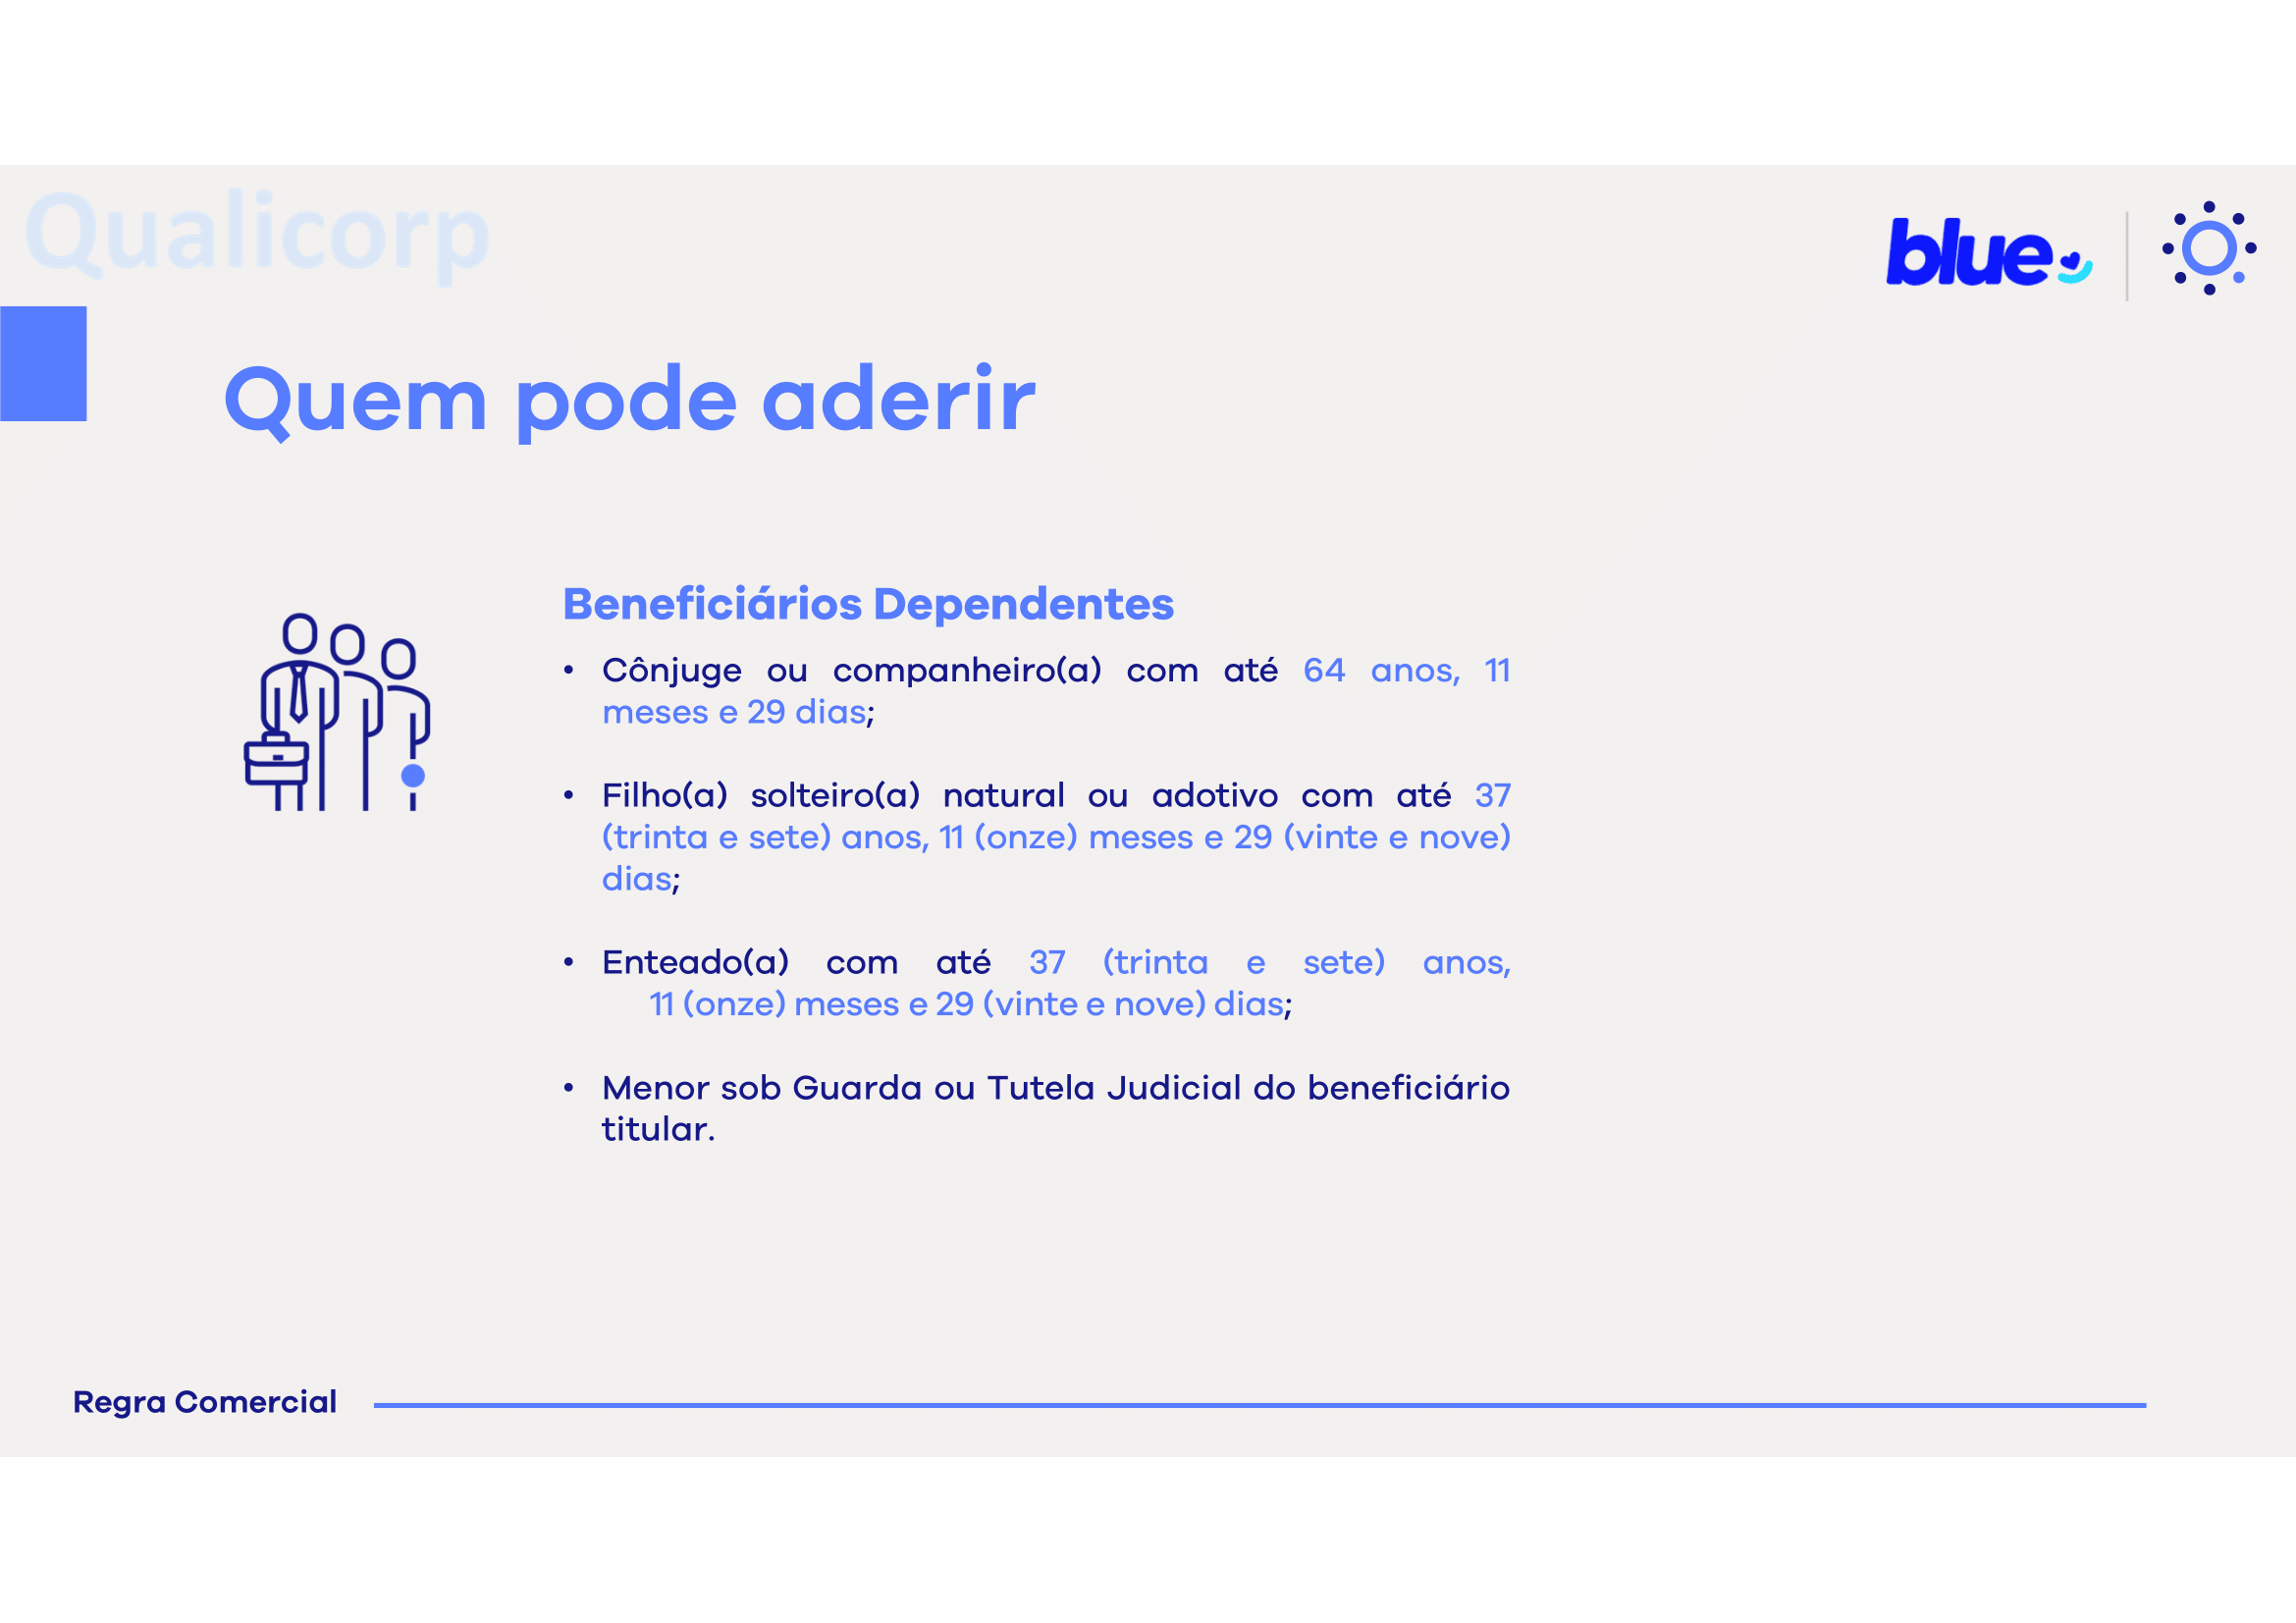 Qualicorp
blue
Quem pode aderir
Beneficiários Dependentes
• Cônjuge ou companheiro(a) com até 64 anos, 11
meses e 29 dias;
• Filho(a) solteiro(a) natural ou adotivo com até 37
(trinta e sete) anos, 11 (onze) meses e 29 (vinte e nove)
dias;
• Enteado(a) com até 37 (trinta e sete) anos,
11 (onze) meses e 29 (vinte e nove) dias;
• Menor sob Guarda ou Tutela Judicial do beneficiário
titular.
Regra Comercial